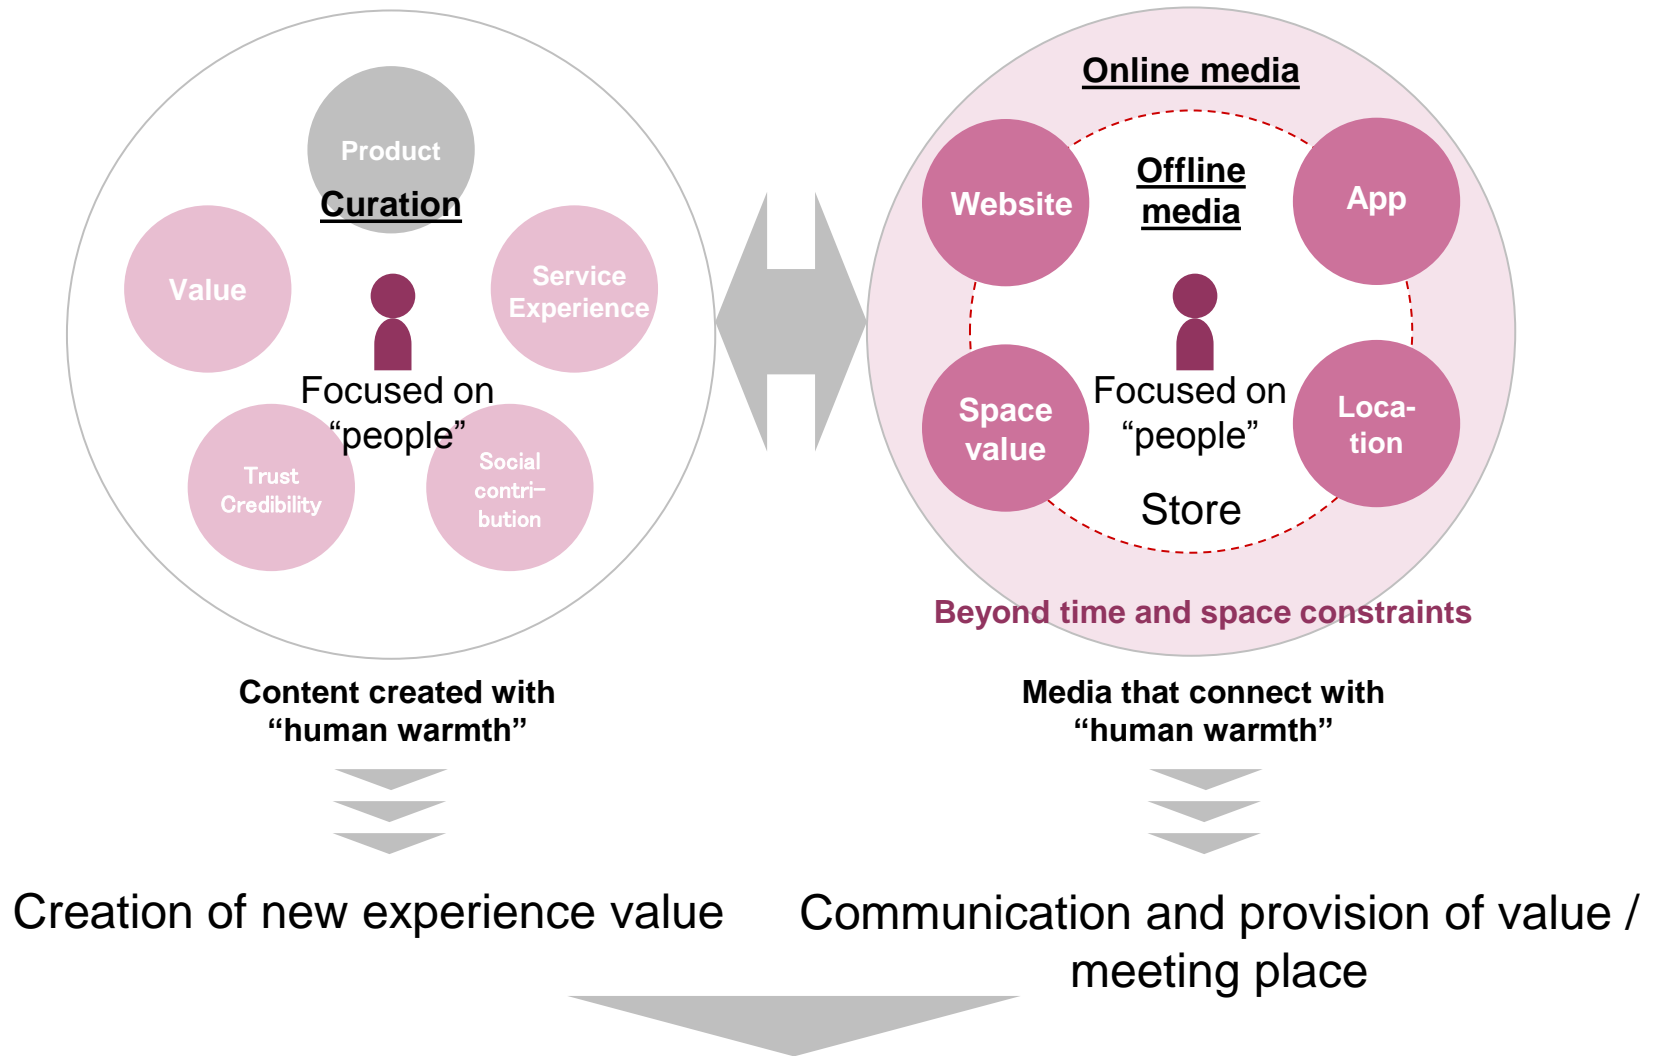 Product
Curation
Value
Service
Experience
Focused on
“people”
Trust
Credibility
Social
contri-
bution
Content created with
“human warmth”
Creation of new experience value
Online media
Offline
media
Website
App
Focused on
“people”
Space
value
Loca-
tion
Store
Beyond time and space constraints
Media that connect with
“human warmth”
Communication and provision of value /
meeting place